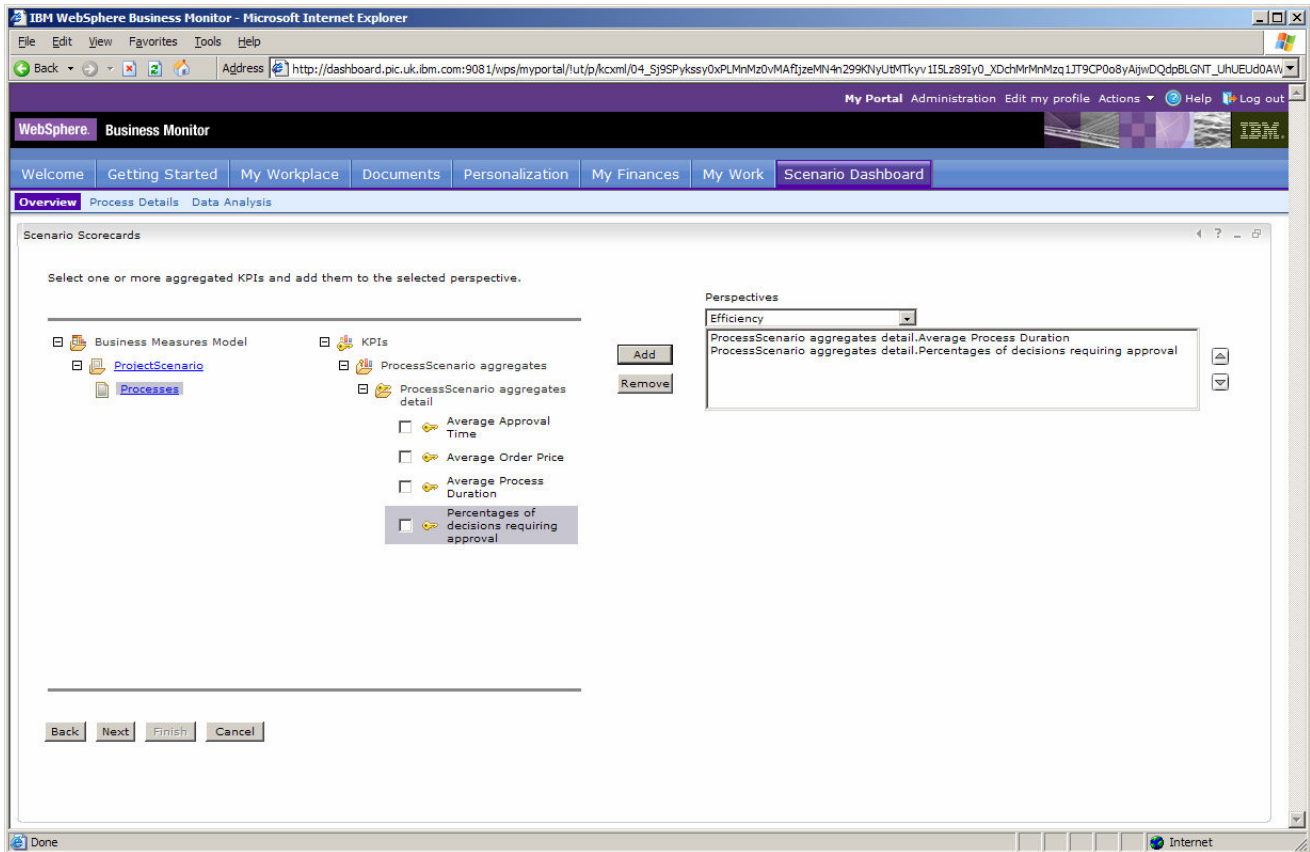 IBM WebSphere Business Monitor - Microsoft Internet Explorer
File Edit View Favorites Tools Help
Back Address http://dashboard.pic.uk.ibm.com:9081/wps/myportal/!ut/p/kcxml/
My Portal Administration Edit my profile Actions ? Help Log out
WebSphere. Business Monitor IBM.
Welcome Getting Started My Workplace Documents Personalization My Finances My Work Scenario Dashboard
Overview Process Details Data Analysis
Scenario Scorecards ?
Select one or more aggregated KPIs and add them to the selected perspective.
Perspectives
Efficiency
ProcessScenario aggregates detail.Average Process Duration
ProcessScenario aggregates detail.Percentages of decisions requiring approval
Business Measures Model
ProjectScenario
Processes
KPIs
ProcessScenario aggregates
ProcessScenario aggregates
detail
Average Approval
Time
Average Order Price
Average Process
Duration
Percentages of
decisions requiring
approval
Add
Remove
Back Next Finish Cancel
Done Internet